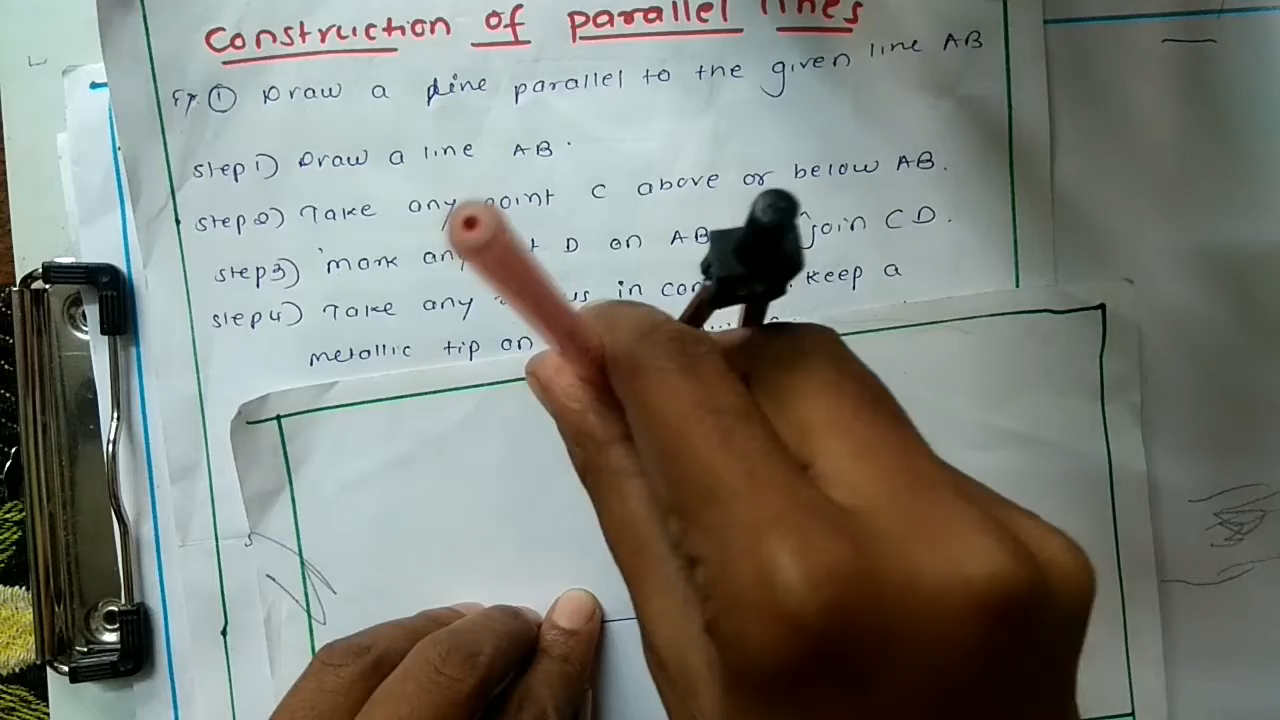 Construction of parallel lines
① Draw a line parallel to the given line AB
step1) Draw a line AB.
step2) Take any point C above or below AB.
step3) mark any D on AB join CD.
step4) Take any in keep a
metallic tip on